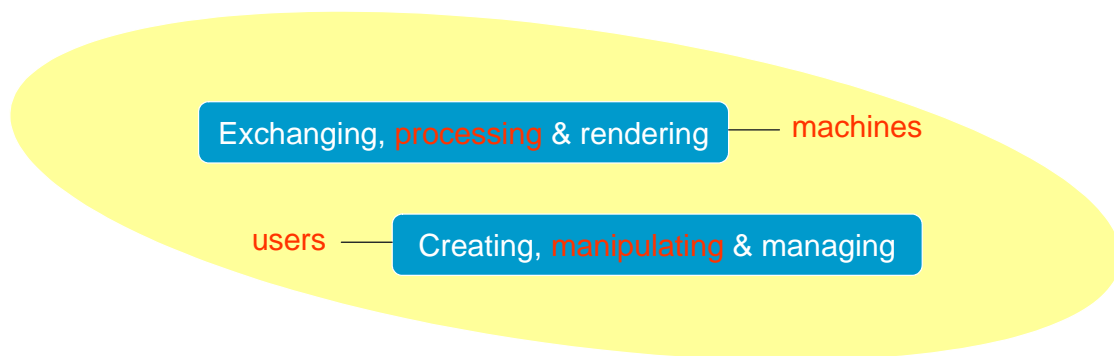 Exchanging, processing & rendering machines
users Creating, manipulating & managing